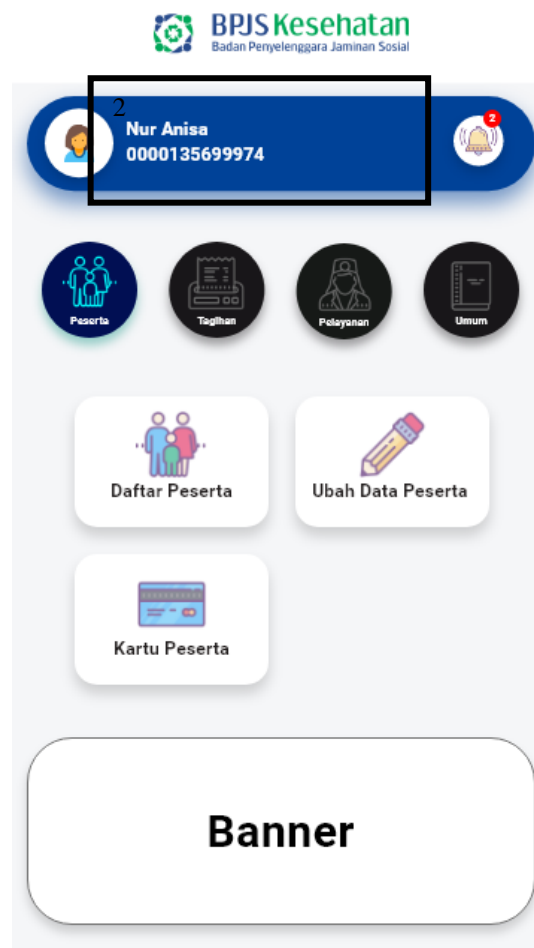 BPJS Kesehatan
Badan Penyelenggara Jaminan Sosial
2
Nur Anisa
0000135699974
2
Peserta
Tagihan
Pelayanan
Umum
Daftar Peserta
Ubah Data Peserta
Kartu Peserta
Banner